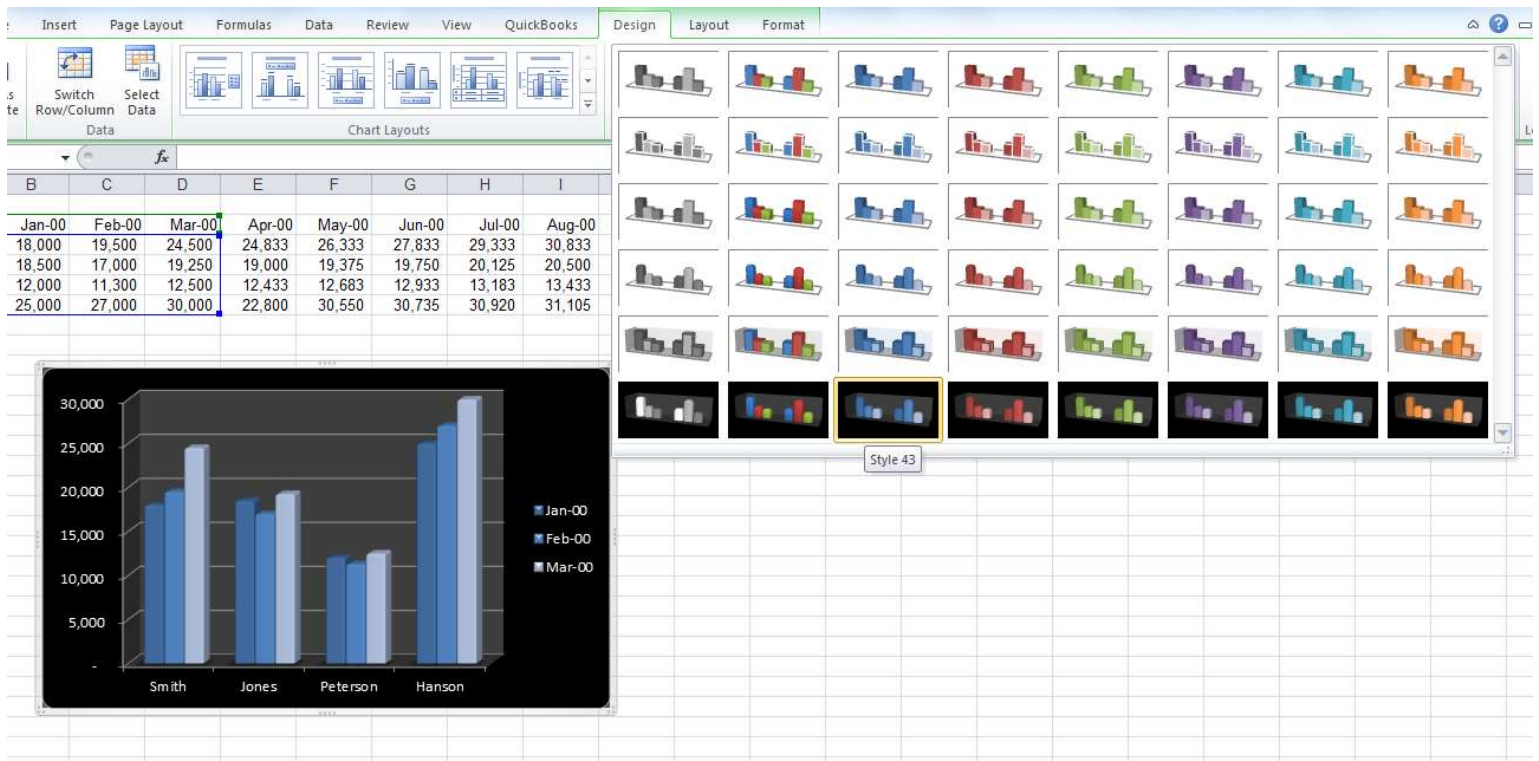 Insert Page Layout Formulas Data Review View QuickBooks Design Layout Format
Switch Row/Column Select Data
Data Chart Layouts
fx
B C D E F G H I
Jan-00 Feb-00 Mar-00 Apr-00 May-00 Jun-00 Jul-00 Aug-00
18,000 19,500 24,500 24,833 26,333 27,833 29,333 30,833
18,500 17,000 19,250 19,000 19,375 19,750 20,125 20,500
12,000 11,300 12,500 12,433 12,683 12,933 13,183 13,433
25,000 27,000 30,000 22,800 30,550 30,735 30,920 31,105
Style 43
30,000
25,000
20,000
15,000
10,000
5,000
-
Smith Jones Peterson Hanson
Jan-00
Feb-00
Mar-00